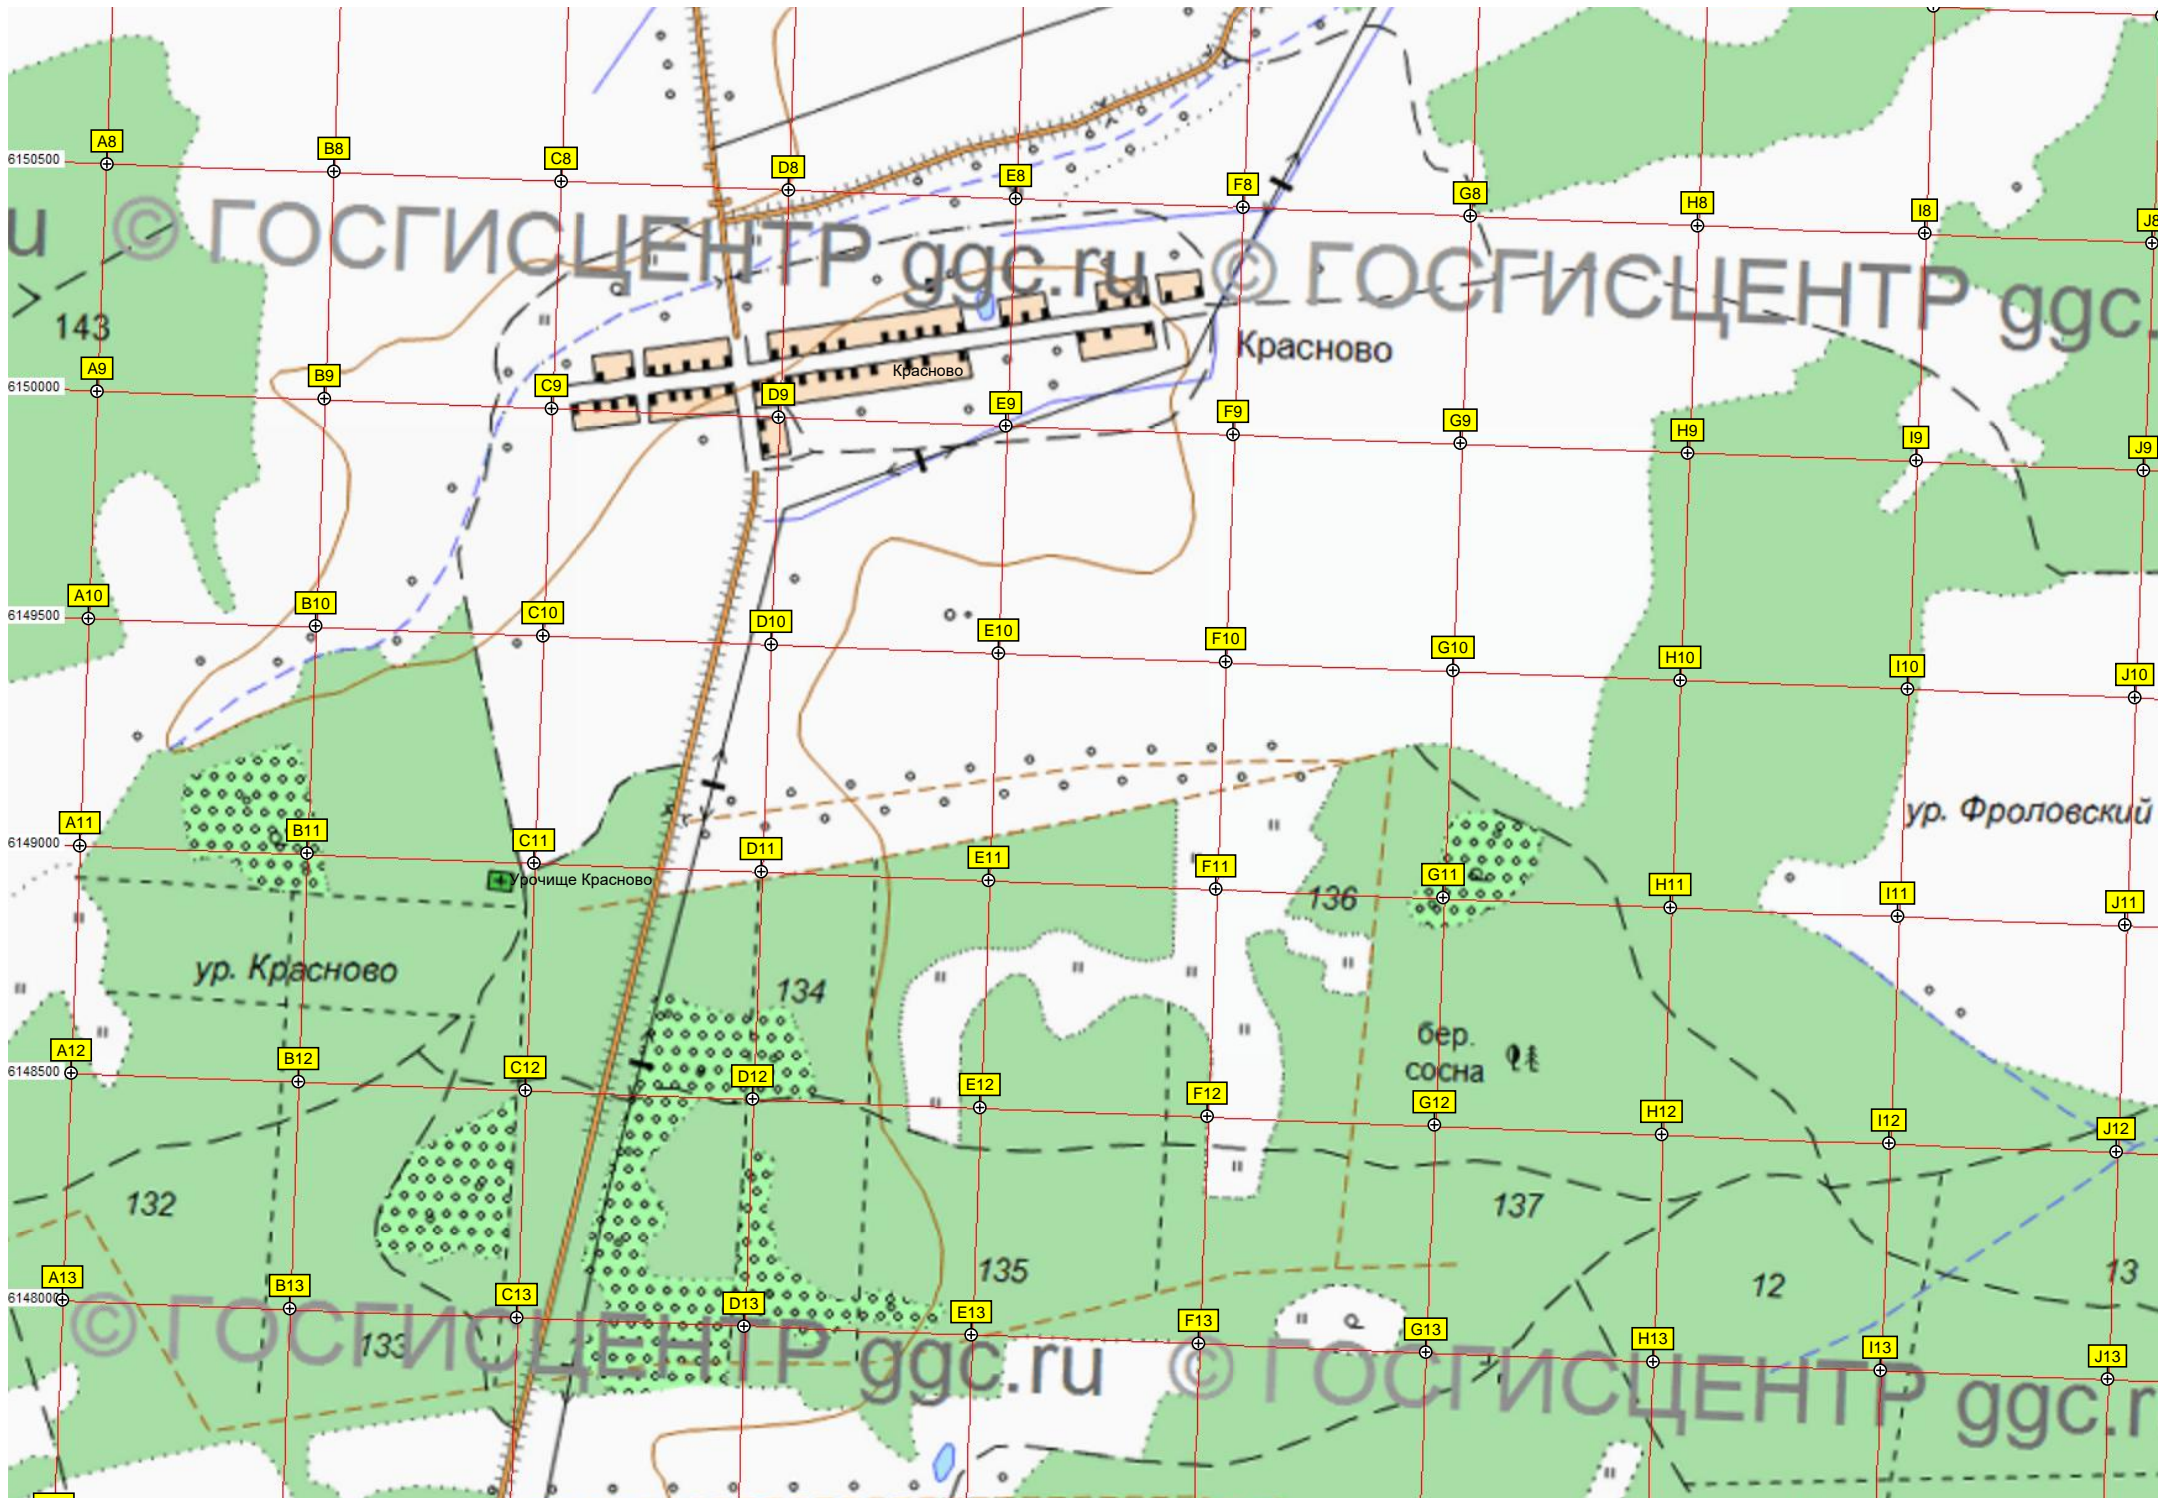 A8 B8 C8 D8 E8 F8 G8 H8 I8 J8
6150500
u © ГОСГИСЦЕНТР ggc.ru © ГОСГИСЦЕНТР ggc.
143
Красново
Красново
A9 B9 C9 D9 E9 F9 G9 H9 I9 J9
6150000
A10 B10 C10 D10 E10 F10 G10 H10 I10 J10
6149500
ур. Фроловский
A11 B11 C11 D11 E11 F11 G11 H11 I11 J11
6149000
Урочище Красново
136
ур. Красново
134
бер.
сосна
A12 B12 C12 D12 E12 F12 G12 H12 I12 J12
6148500
132
137
135
12
13
A13 B13 C13 D13 E13 F13 G13 H13 I13 J13
6148000
133
© ГОСГИСЦЕНТР ggc.ru © ГОСГИСЦЕНТР ggc.r